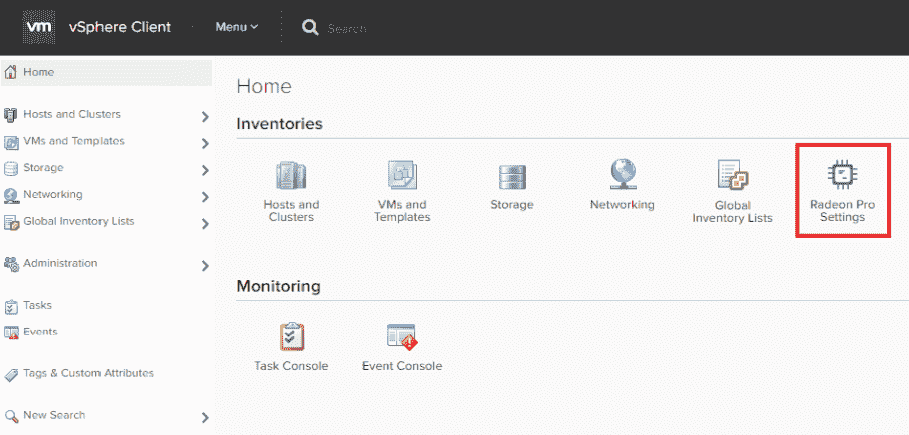 vm vSphere Client Menu Search
Home
Hosts and Clusters
VMs and Templates
Storage
Networking
Global Inventory Lists
Administration
Tasks
Events
Tags & Custom Attributes
New Search
Home
Inventories
Hosts and
Clusters
VMs and
Templates
Storage
Networking
Global
Inventory Lists
Radeon Pro
Settings
Monitoring
Task Console
Event Console